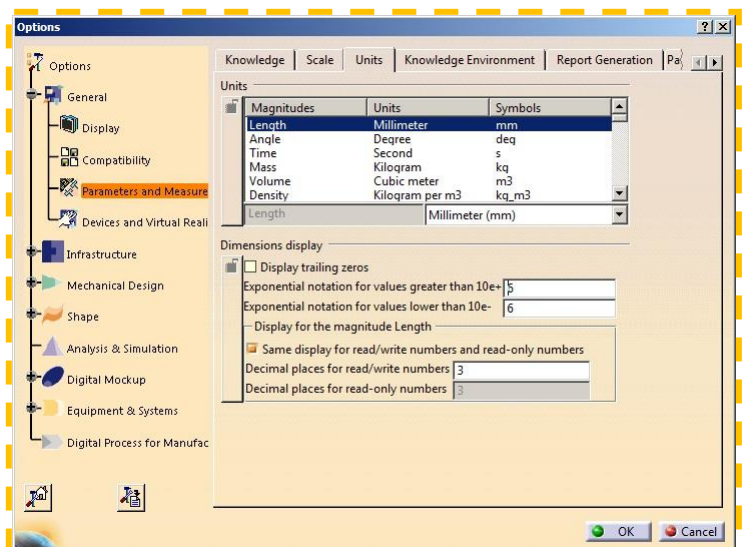 Options
Options
General
Display
Compatibility
Parameters and Measure
Devices and Virtual Reali
Infrastructure
Mechanical Design
Shape
Analysis & Simulation
Digital Mockup
Equipment & Systems
Digital Process for Manufac
Knowledge Scale Units Knowledge Environment Report Generation Pa
Units
Magnitudes Units Symbols
Length Millimeter mm
Angle Degree deg
Time Second s
Mass Kilogram kg
Volume Cubic meter m3
Density Kilogram per m3 kg_m3
Length Millimeter (mm)
Dimensions display
Display trailing zeros
Exponential notation for values greater than 10e+ 5
Exponential notation for values lower than 10e- 6
Display for the magnitude Length
Same display for read/write numbers and read-only numbers
Decimal places for read/write numbers 3
Decimal places for read-only numbers 3
OK Cancel